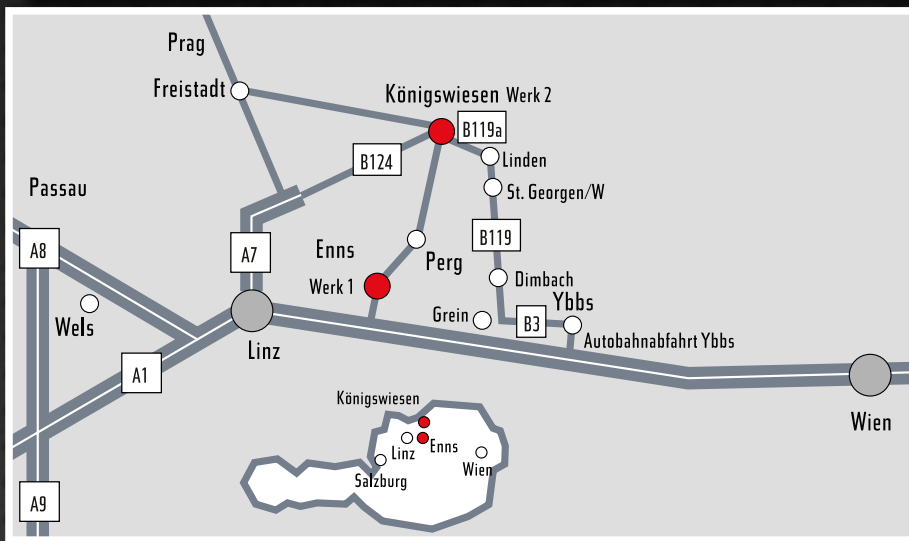 Prag
Freistadt
Königswiesen Werk 2
B119a
B124
Linden
St. Georgen/W
Passau
A8
A7
Enns
Werk 1
Perg
B119
Dimbach
Ybbs
Wels
Grein
B3
Autobahnabfahrt Ybbs
Linz
A1
Wien
Königswiesen
Linz
Enns
Wien
Salzburg
A9